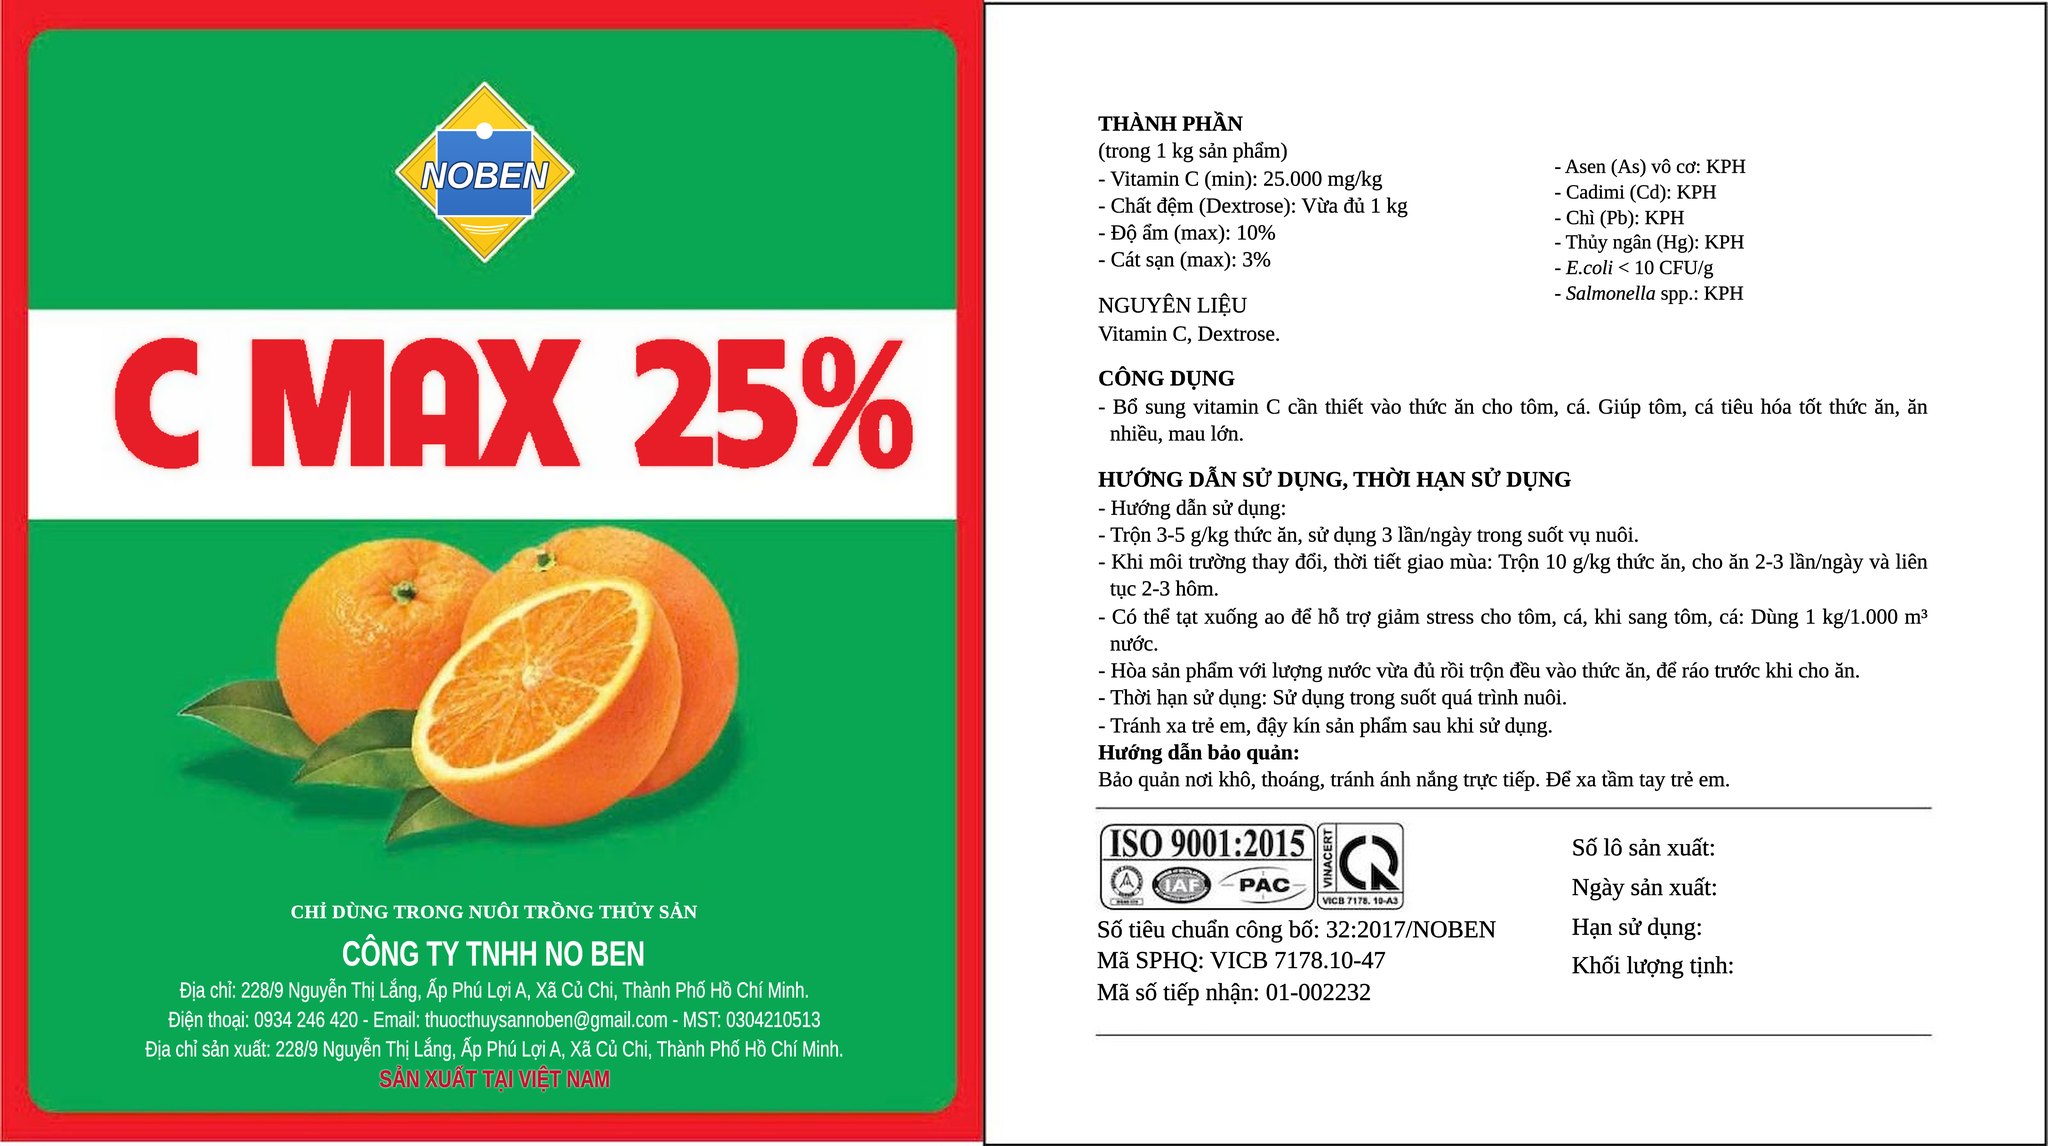 NOBEN
C MAX 25%
CHỈ DÙNG TRONG NUÔI TRỒNG THỦY SẢN
CÔNG TY TNHH NO BEN
Địa chỉ: 228/9 Nguyễn Thị Lắng, Ấp Phú Lợi A, Xã Củ Chi, Thành Phố Hồ Chí Minh.
Điện thoại: 0934 246 420 - Email: thuocthuysannoben@gmail.com - MST: 0304210513
Địa chỉ sản xuất: 228/9 Nguyễn Thị Lắng, Ấp Phú Lợi A, Xã Củ Chi, Thành Phố Hồ Chí Minh.
SẢN XUẤT TẠI VIỆT NAM
THÀNH PHẦN
(trong 1 kg sản phẩm)
- Vitamin C (min): 25.000 mg/kg
- Chất đệm (Dextrose): Vừa đủ 1 kg
- Độ ẩm (max): 10%
- Cát sạn (max): 3%
- Asen (As) vô cơ: KPH
- Cadimi (Cd): KPH
- Chì (Pb): KPH
- Thủy ngân (Hg): KPH
- E.coli < 10 CFU/g
- Salmonella spp.: KPH
NGUYÊN LIỆU
Vitamin C, Dextrose.
CÔNG DỤNG
- Bổ sung vitamin C cần thiết vào thức ăn cho tôm, cá. Giúp tôm, cá tiêu hóa tốt thức ăn, ăn
nhiều, mau lớn.
HƯỚNG DẪN SỬ DỤNG, THỜI HẠN SỬ DỤNG
- Hướng dẫn sử dụng:
- Trộn 3-5 g/kg thức ăn, sử dụng 3 lần/ngày trong suốt vụ nuôi.
- Khi môi trường thay đổi, thời tiết giao mùa: Trộn 10 g/kg thức ăn, cho ăn 2-3 lần/ngày và liên
tục 2-3 hôm.
- Có thể tạt xuống ao để hỗ trợ giảm stress cho tôm, cá, khi sang tôm, cá: Dùng 1 kg/1.000 m³
nước.
- Hòa sản phẩm với lượng nước vừa đủ rồi trộn đều vào thức ăn, để ráo trước khi cho ăn.
- Thời hạn sử dụng: Sử dụng trong suốt quá trình nuôi.
- Tránh xa trẻ em, đậy kín sản phẩm sau khi sử dụng.
Hướng dẫn bảo quản:
Bảo quản nơi khô, thoáng, tránh ánh nắng trực tiếp. Để xa tầm tay trẻ em.
ISO 9001:2015
IAF
PAC
VINACERT
VICB 7178. 10-A3
Số tiêu chuẩn công bố: 32:2017/NOBEN
Mã SPHQ: VICB 7178.10-47
Mã số tiếp nhận: 01-002232
Số lô sản xuất:
Ngày sản xuất:
Hạn sử dụng:
Khối lượng tịnh: